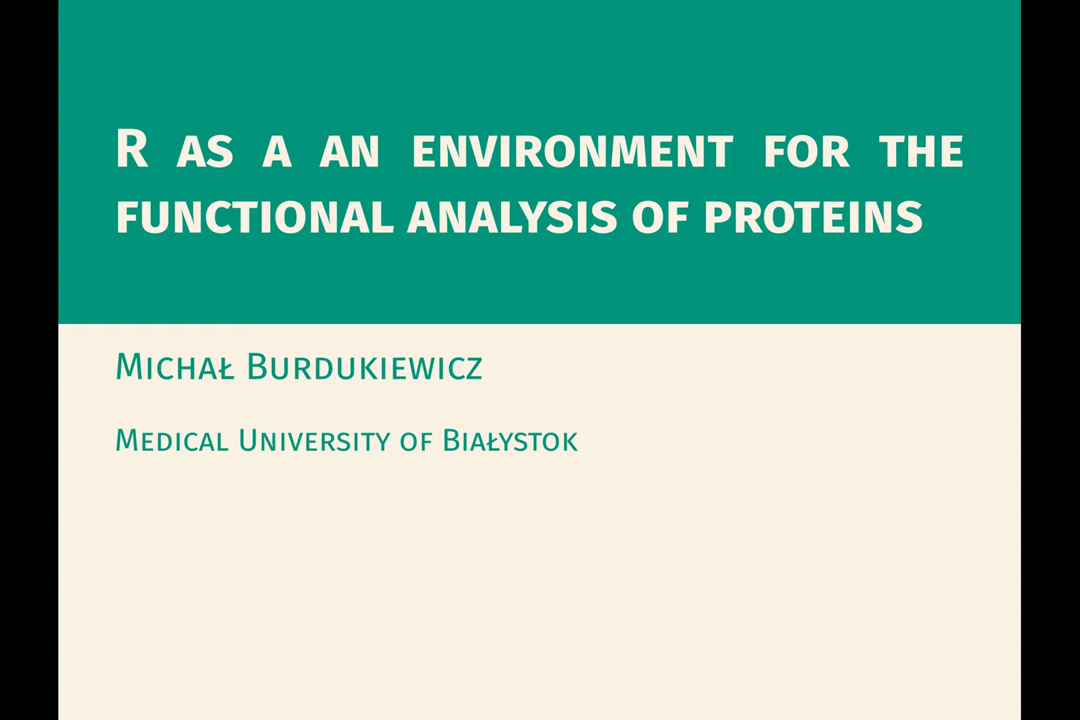 R as a an environment for the
functional analysis of proteins
Michał Burdukiewicz
Medical University of Białystok